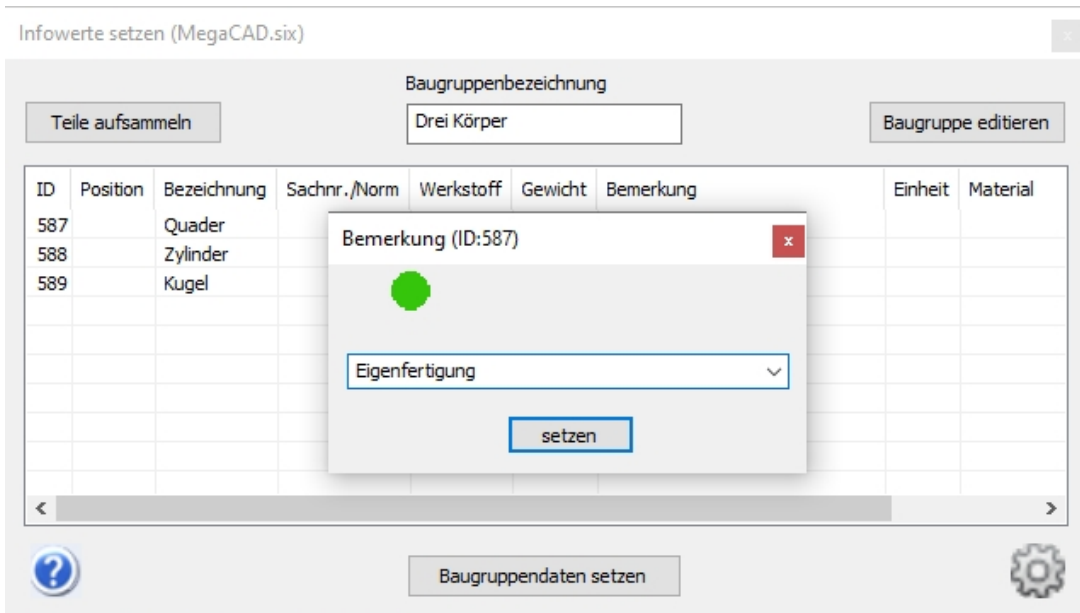 Infowerte setzen (MegaCAD.six)
x
Baugruppenbezeichnung
Teile aufsammeln
Drei Körper
Baugruppe editieren
ID Position Bezeichnung Sachnr./Norm Werkstoff Gewicht Bemerkung Einheit Material
587 Quader
588 Zylinder
589 Kugel
Bemerkung (ID:587)
x
Eigenfertigung
setzen
?
Baugruppendaten setzen